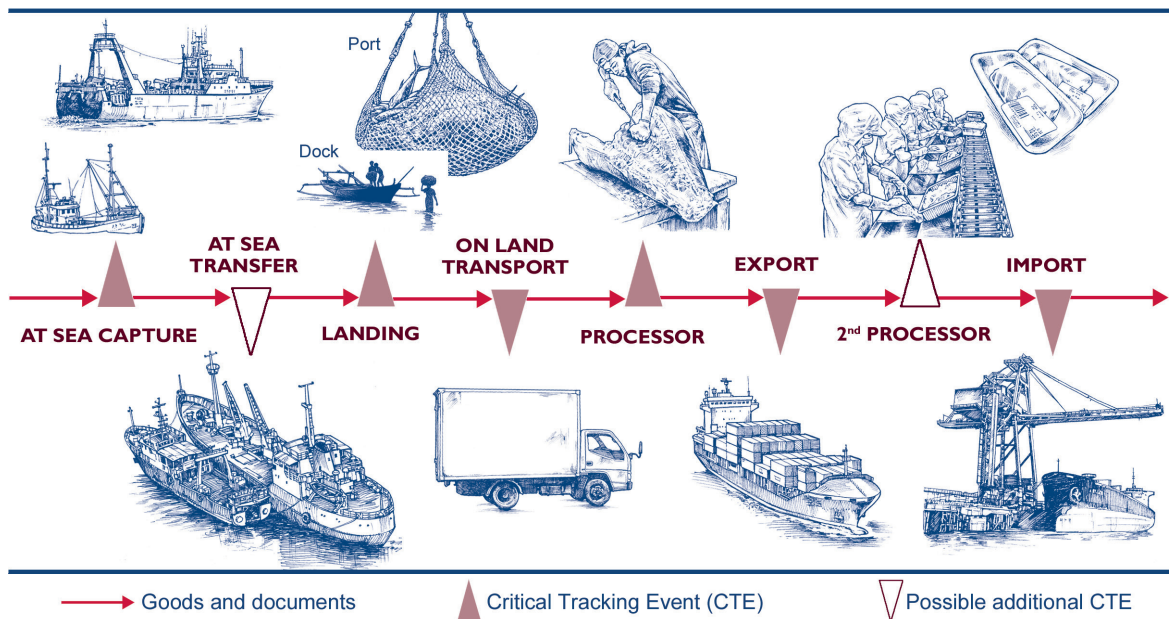 Port
Dock
AT SEA
TRANSFER
ON LAND
TRANSPORT
EXPORT
IMPORT
AT SEA CAPTURE
LANDING
PROCESSOR
2nd PROCESSOR
Goods and documents
Critical Tracking Event (CTE)
Possible additional CTE